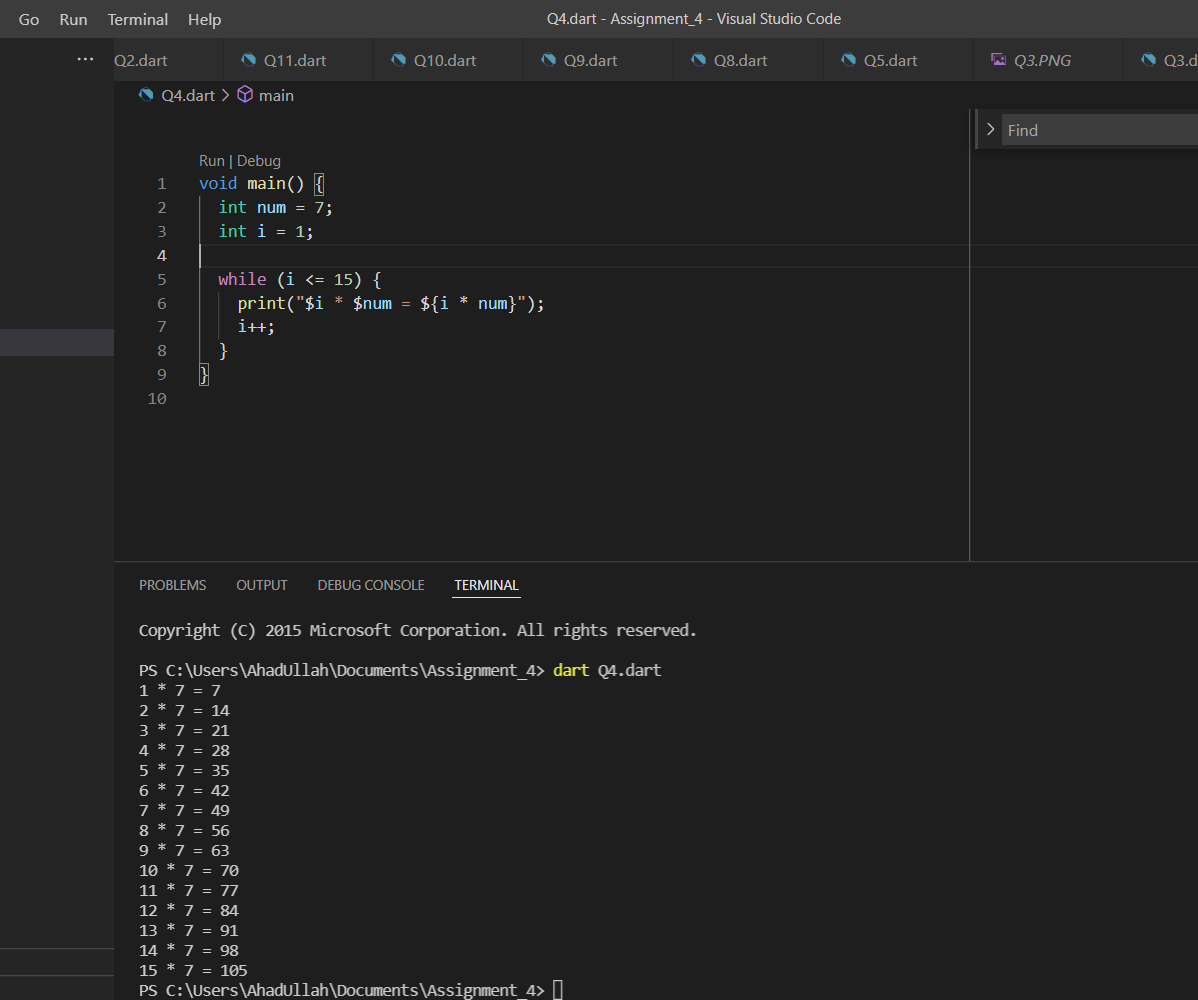 Go Run Terminal Help Q4.dart - Assignment_4 - Visual Studio Code
... Q2.dart Q11.dart Q10.dart Q9.dart Q8.dart Q5.dart Q3.PNG Q3.d
Q4.dart > main
Find
Run | Debug
1 void main() {
2 int num = 7;
3 int i = 1;
4
5 while (i <= 15) {
6 print("$i * $num = ${i * num}");
7 i++;
8 }
9 }
10
PROBLEMS OUTPUT DEBUG CONSOLE TERMINAL
Copyright (C) 2015 Microsoft Corporation. All rights reserved.
PS C:\Users\AhadUllah\Documents\Assignment_4> dart Q4.dart
1 * 7 = 7
2 * 7 = 14
3 * 7 = 21
4 * 7 = 28
5 * 7 = 35
6 * 7 = 42
7 * 7 = 49
8 * 7 = 56
9 * 7 = 63
10 * 7 = 70
11 * 7 = 77
12 * 7 = 84
13 * 7 = 91
14 * 7 = 98
15 * 7 = 105
PS C:\Users\AhadUllah\Documents\Assignment_4>